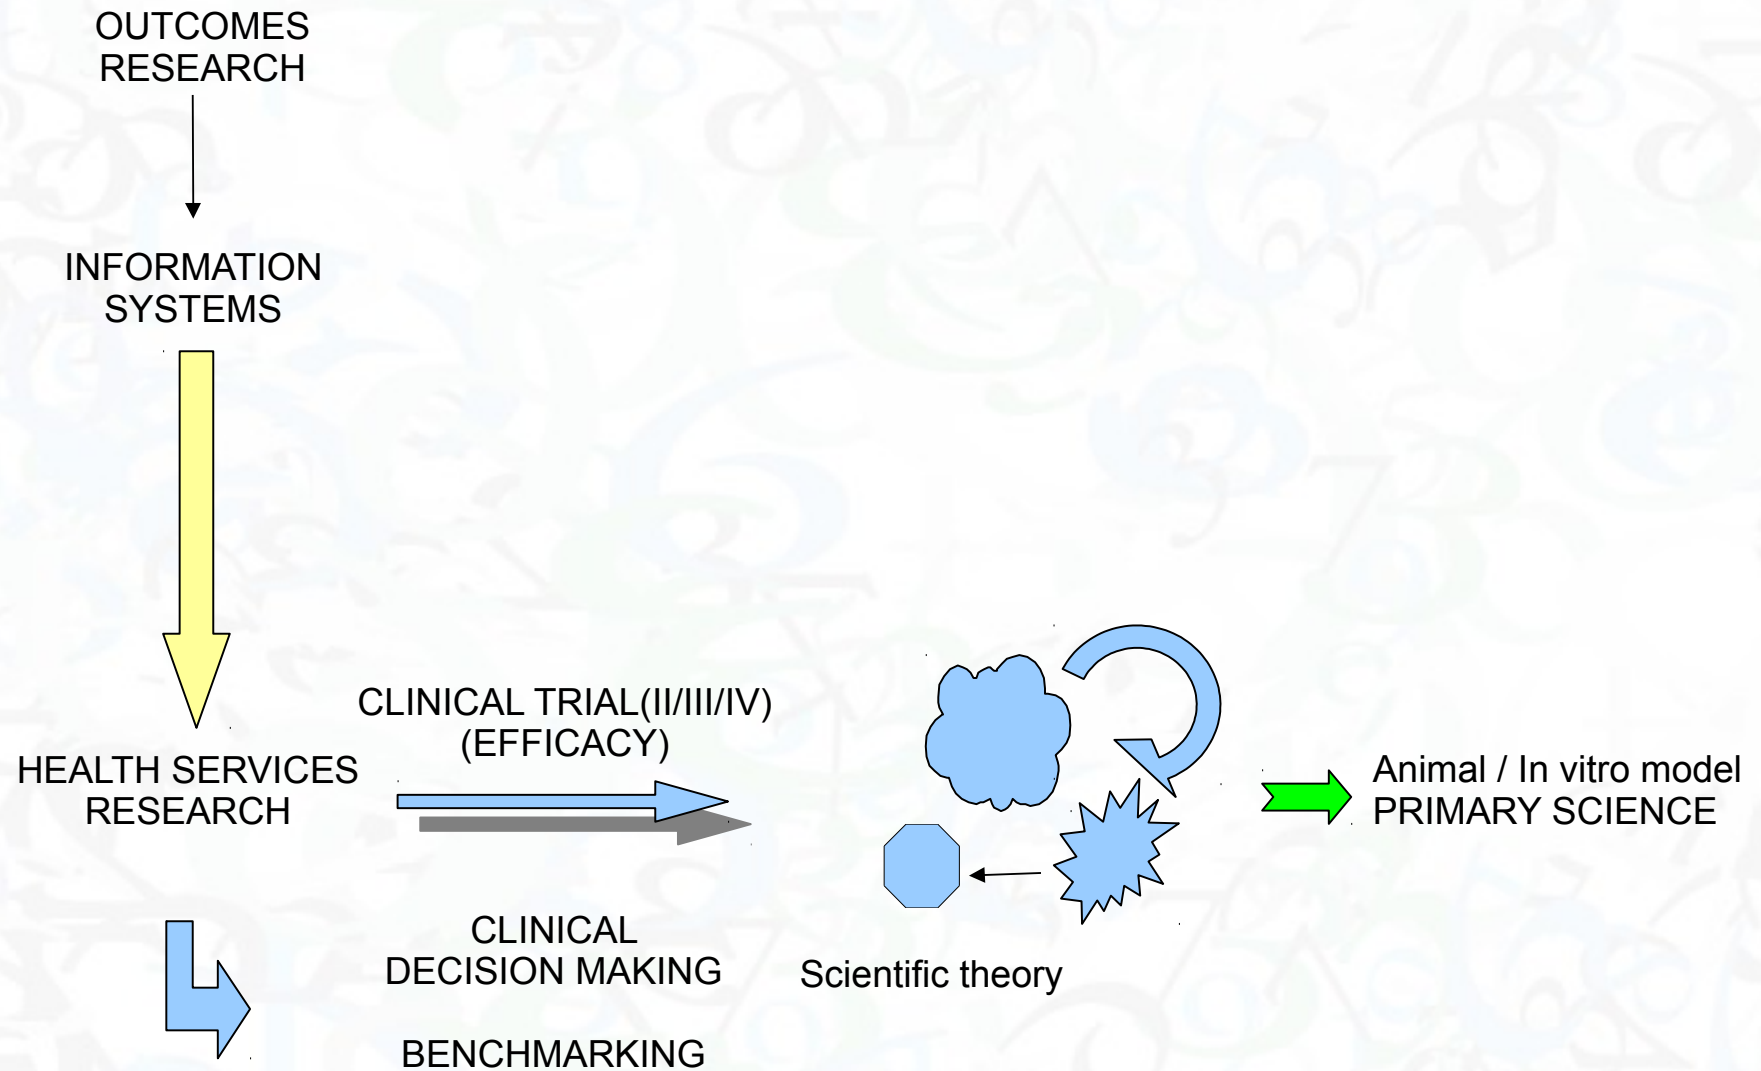 OUTCOMES
RESEARCH
INFORMATION
SYSTEMS
HEALTH SERVICES
RESEARCH
CLINICAL TRIAL(II/III/IV)
(EFFICACY)
CLINICAL
DECISION MAKING
BENCHMARKING
Scientific theory
Animal / In vitro model
PRIMARY SCIENCE